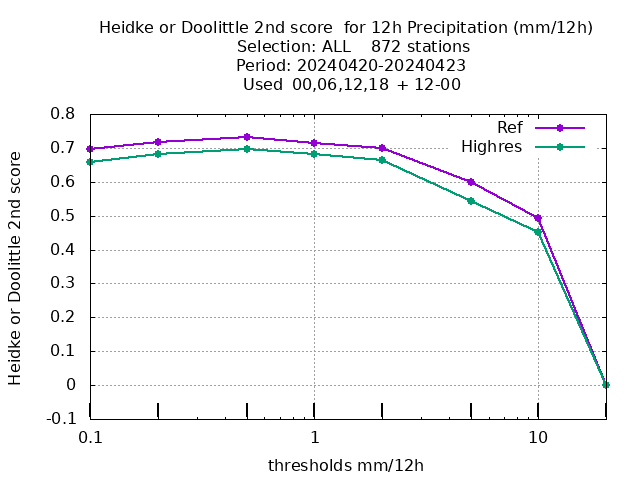 Heidke or Doolittle 2nd score  for 12h Precipitation (mm/12h)
Selection: ALL    872 stations
Period: 20240420-20240423
Used  00,06,12,18  + 12-00
Ref
Highres
Heidke or Doolittle 2nd score
0.8
0.7
0.6
0.5
0.4
0.3
0.2
0.1
0
-0.1
0.1
1
10
thresholds mm/12h